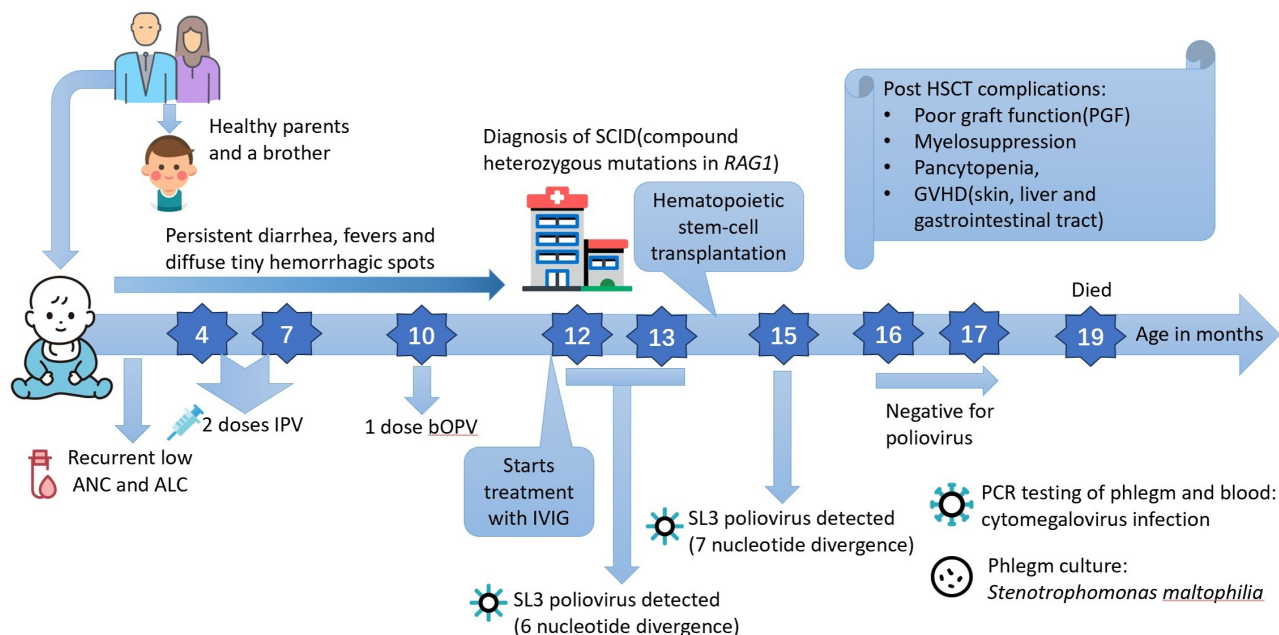 Healthy parents
and a brother
Persistent diarrhea, fevers and
diffuse tiny hemorrhagic spots
Diagnosis of SCID(compound
heterozygous mutations in RAG1)
Hematopoietic
stem-cell
transplantation
Post HSCT complications:
• Poor graft function(PGF)
• Myelosuppression
• Pancytopenia,
• GVHD(skin, liver and
gastrointestinal tract)
Died
4
7
10
12
13
15
16
17
19
Age in months
Recurrent low
ANC and ALC
2 doses IPV
1 dose bOPV
Starts
treatment
with IVIG
SL3 poliovirus detected
(6 nucleotide divergence)
SL3 poliovirus detected
(7 nucleotide divergence)
Negative for
poliovirus
PCR testing of phlegm and blood:
cytomegalovirus infection
Phlegm culture:
Stenotrophomonas maltophilia